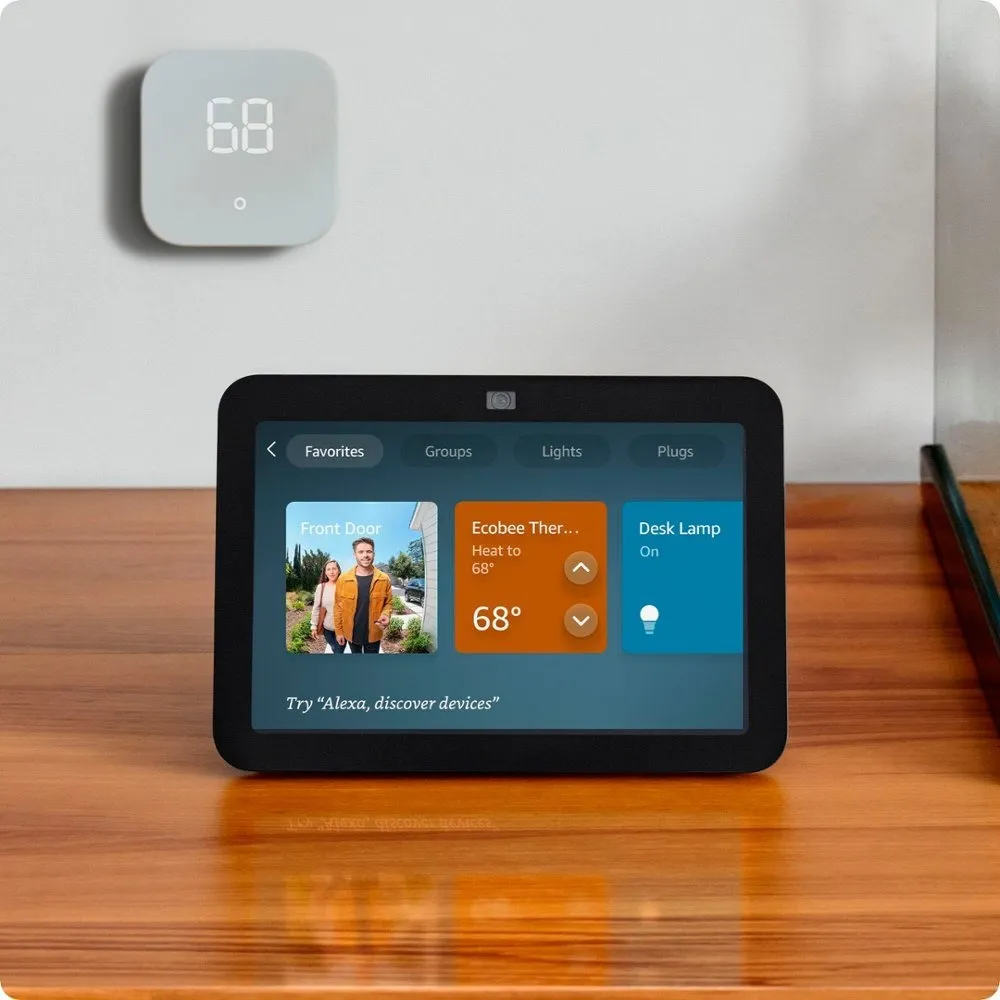 68
Favorites
Groups
Lights
Plugs
Front Door
Ecobee Ther...
Heat to
68°
68°
Desk Lamp
On
Try “Alexa, discover devices”